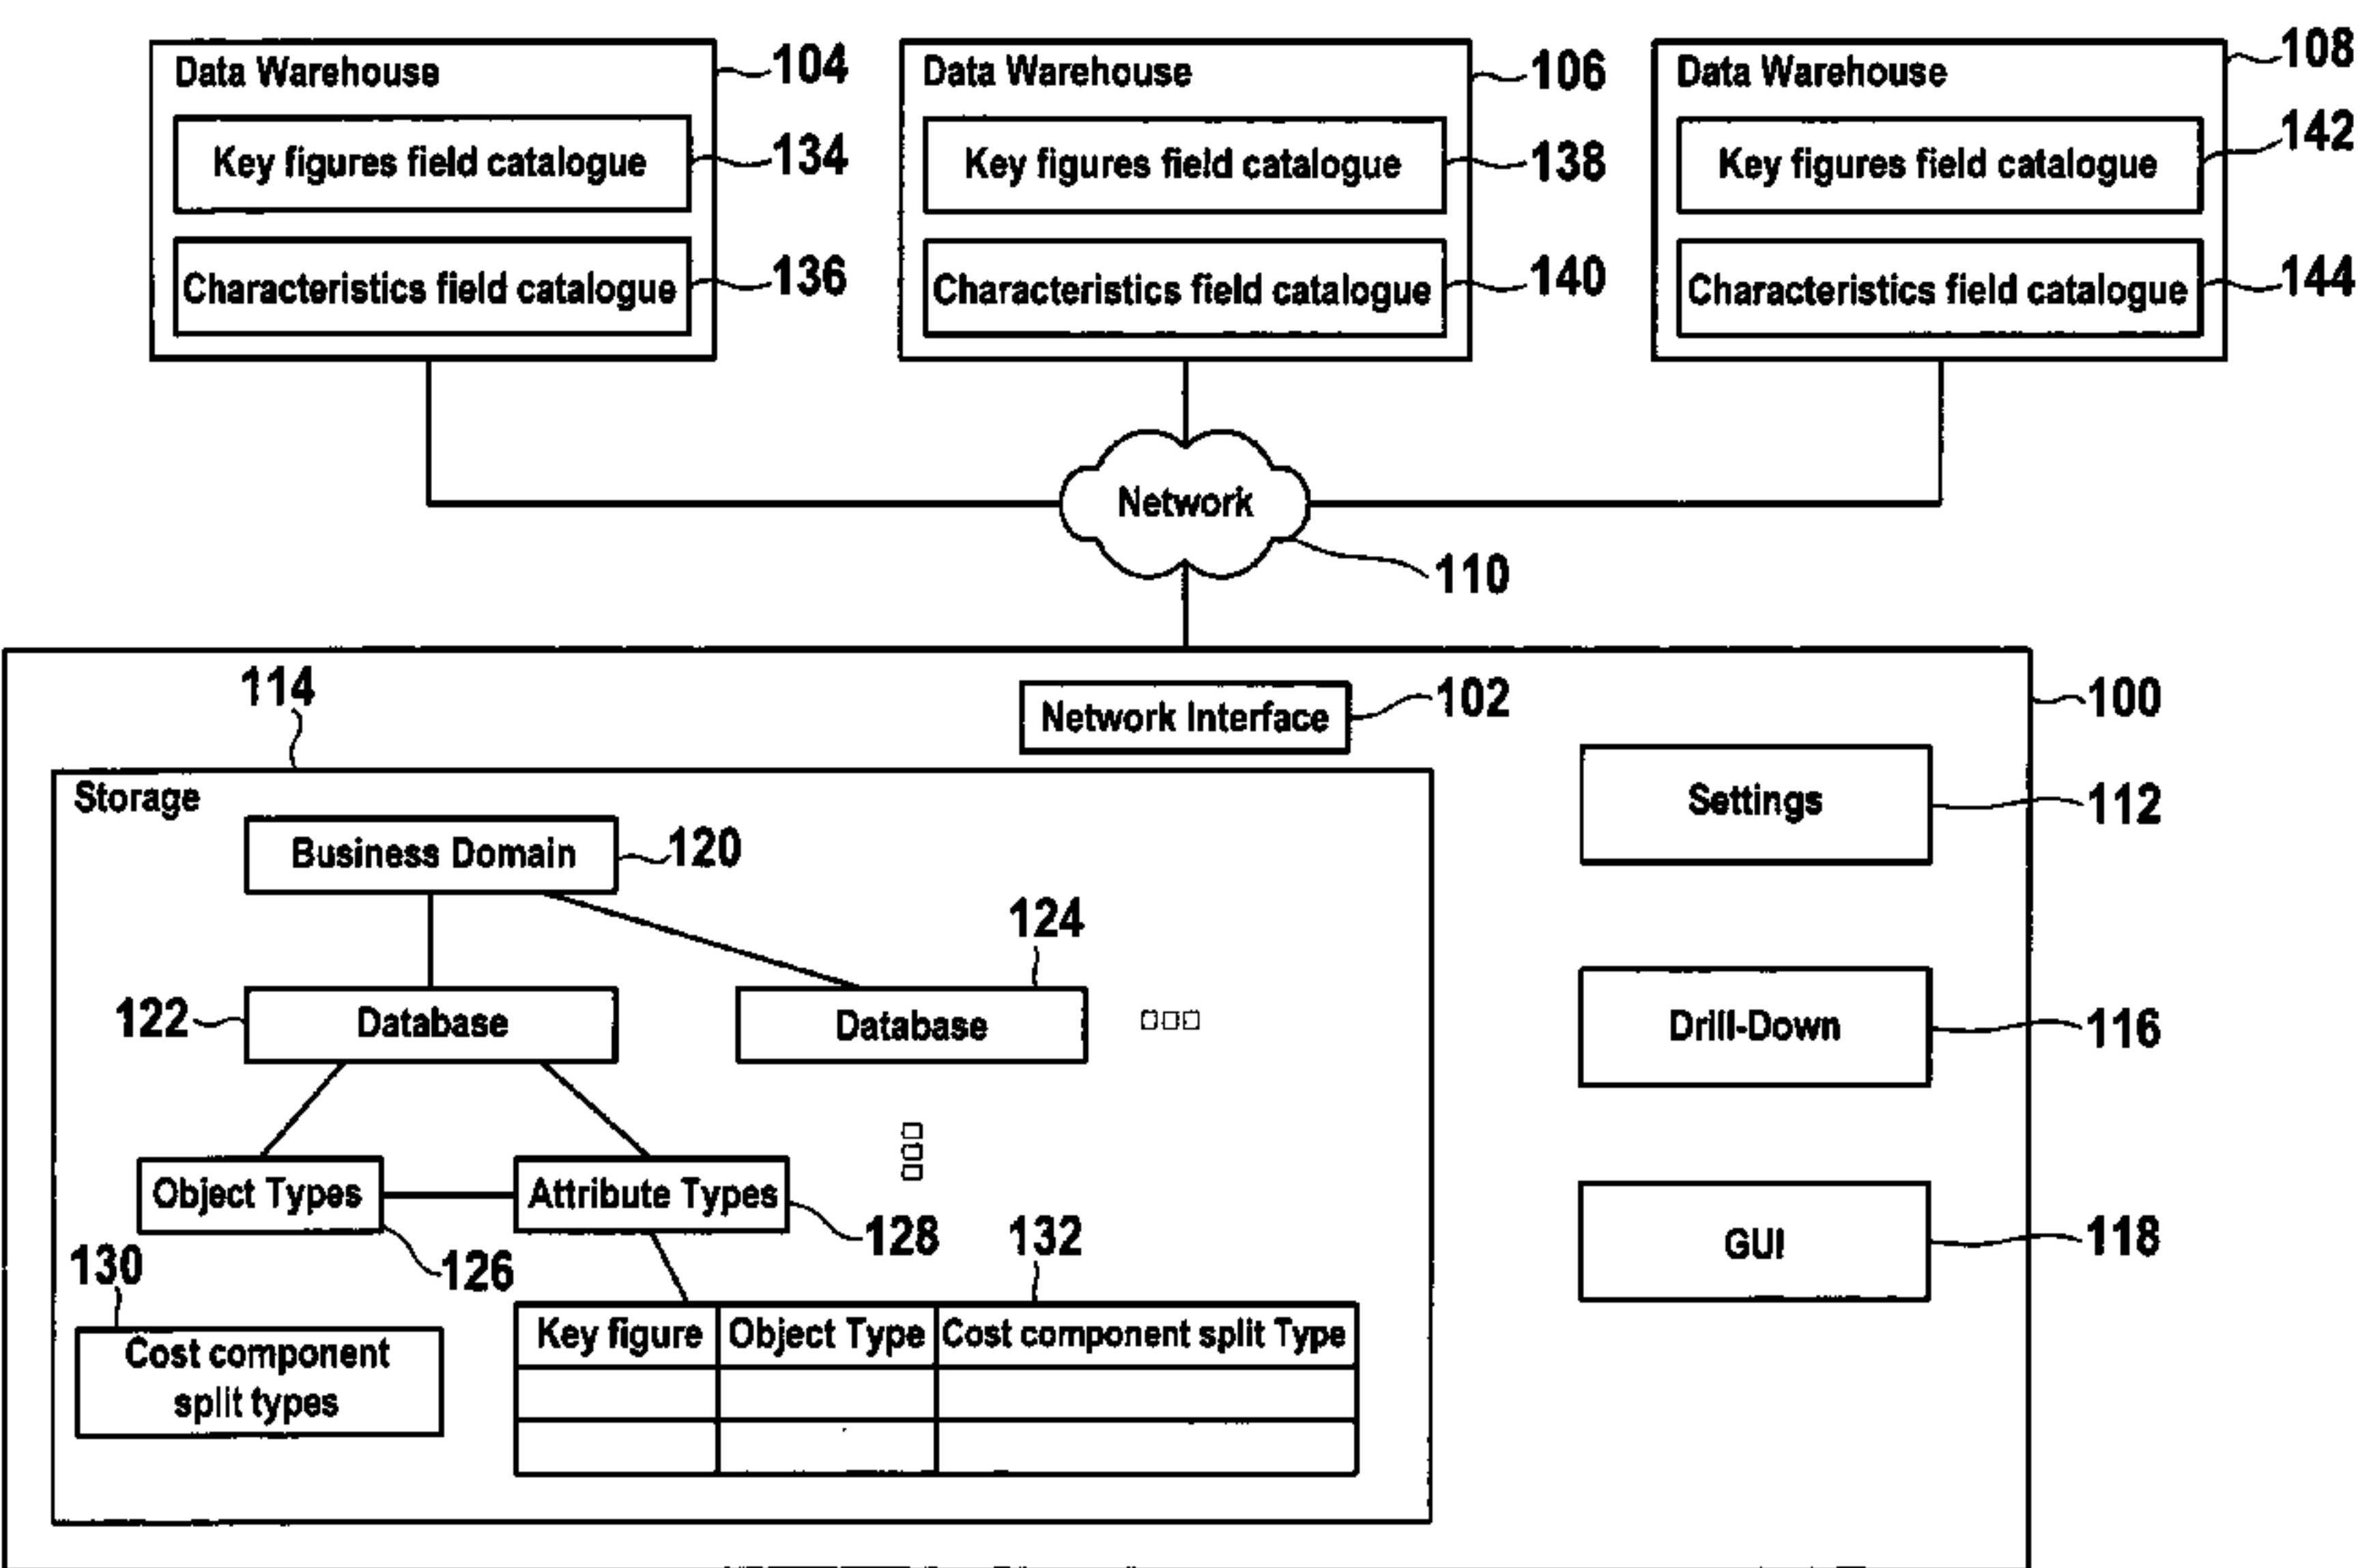 Data Warehouse
104
Key figures field catalogue
134
Characteristics field catalogue
136
Data Warehouse
106
Key figures field catalogue
138
Characteristics field catalogue
140
Data Warehouse
108
Key figures field catalogue
142
Characteristics field catalogue
144
Network
110
100
Network Interface
102
114
Storage
Business Domain
120
122
Database
124
Database
Object Types
126
Attribute Types
128
130
Cost component
split types
132
Key figure Object Type Cost component split Type
Settings
112
Drill-Down
116
GUI
118